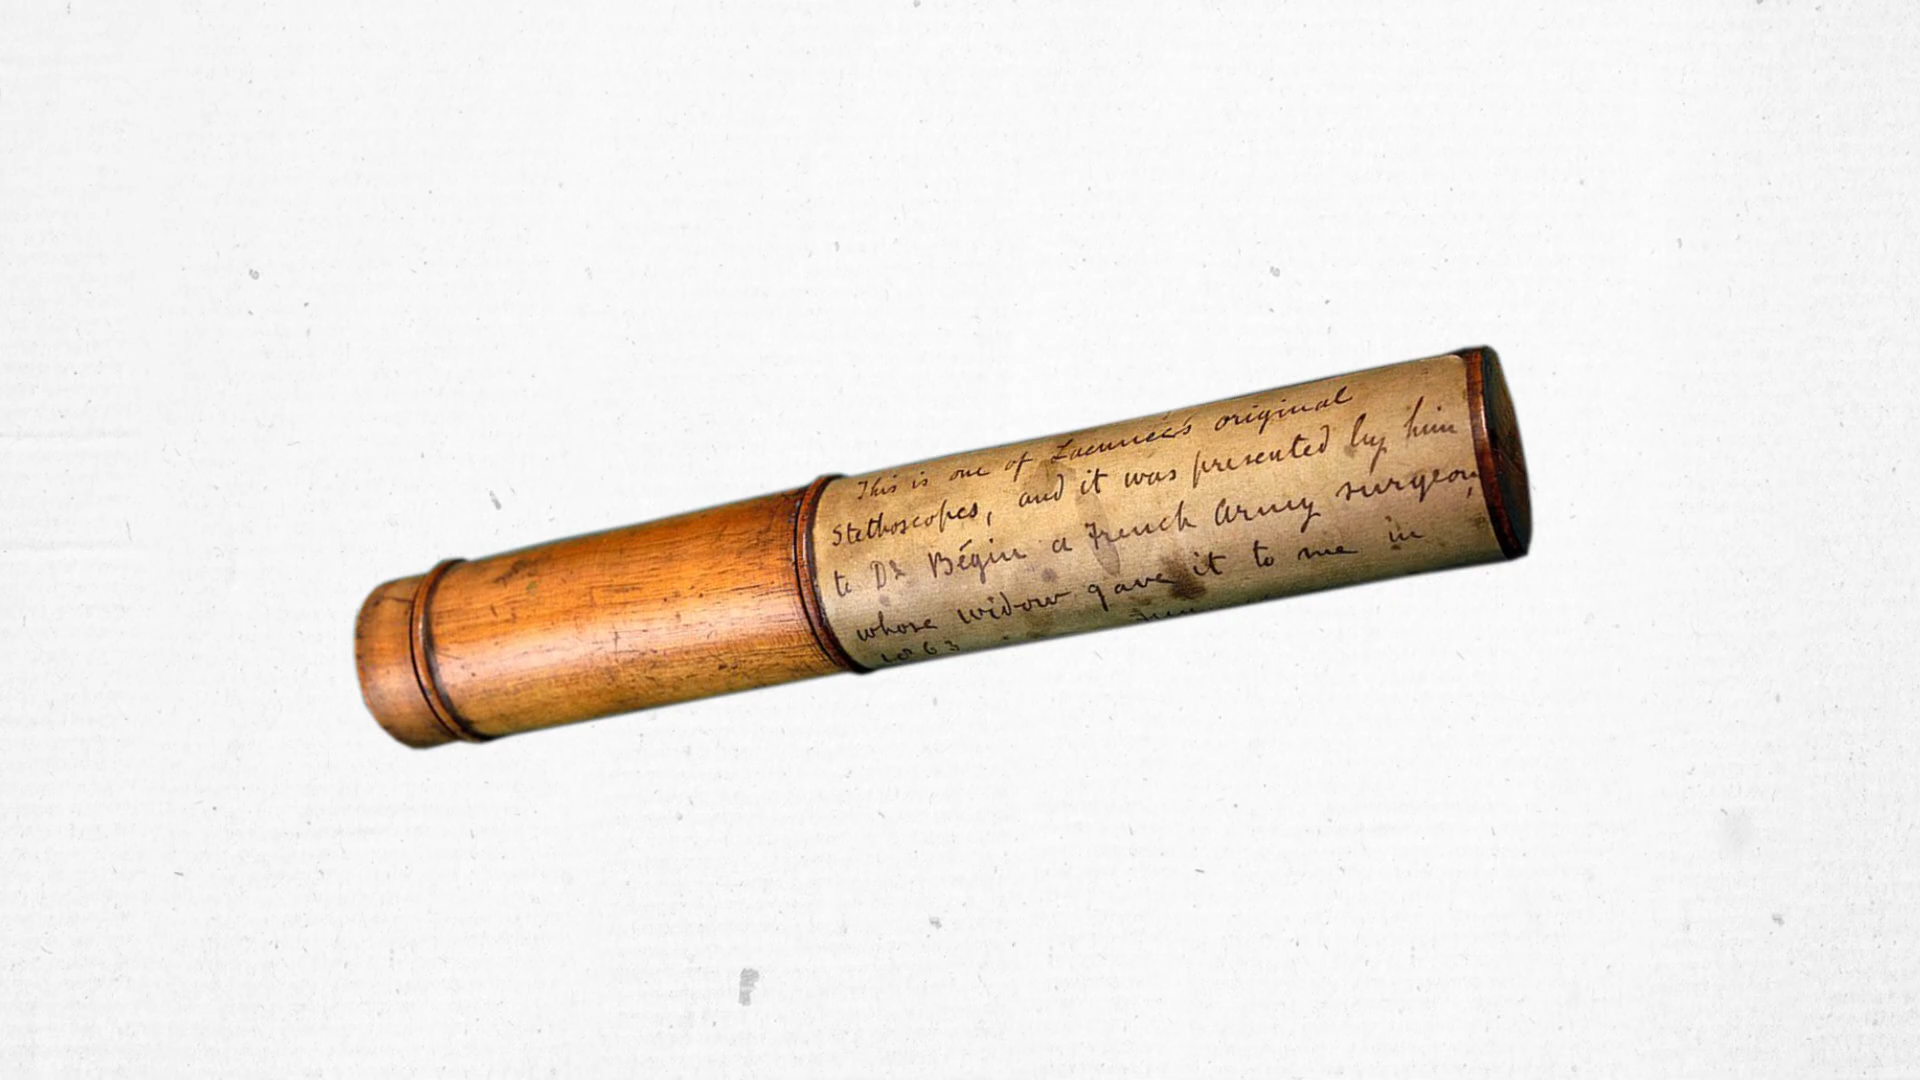 This is one of Laennec's original
Stethoscopes, and it was presented by him
to Dr Bégin a French Army surgeon,
whose widow gave it to me in
1863